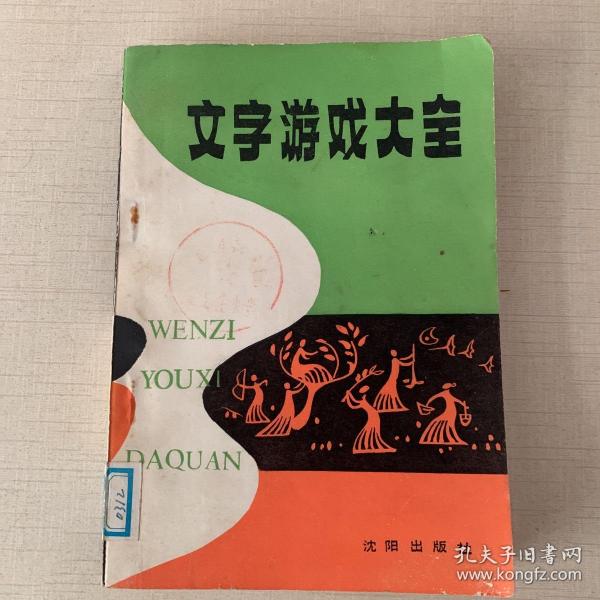 文字游戏大全
WENZI
YOUXI
DAQUAN
0312
沈阳出版社
孔夫子旧书网
www.kongfz.com